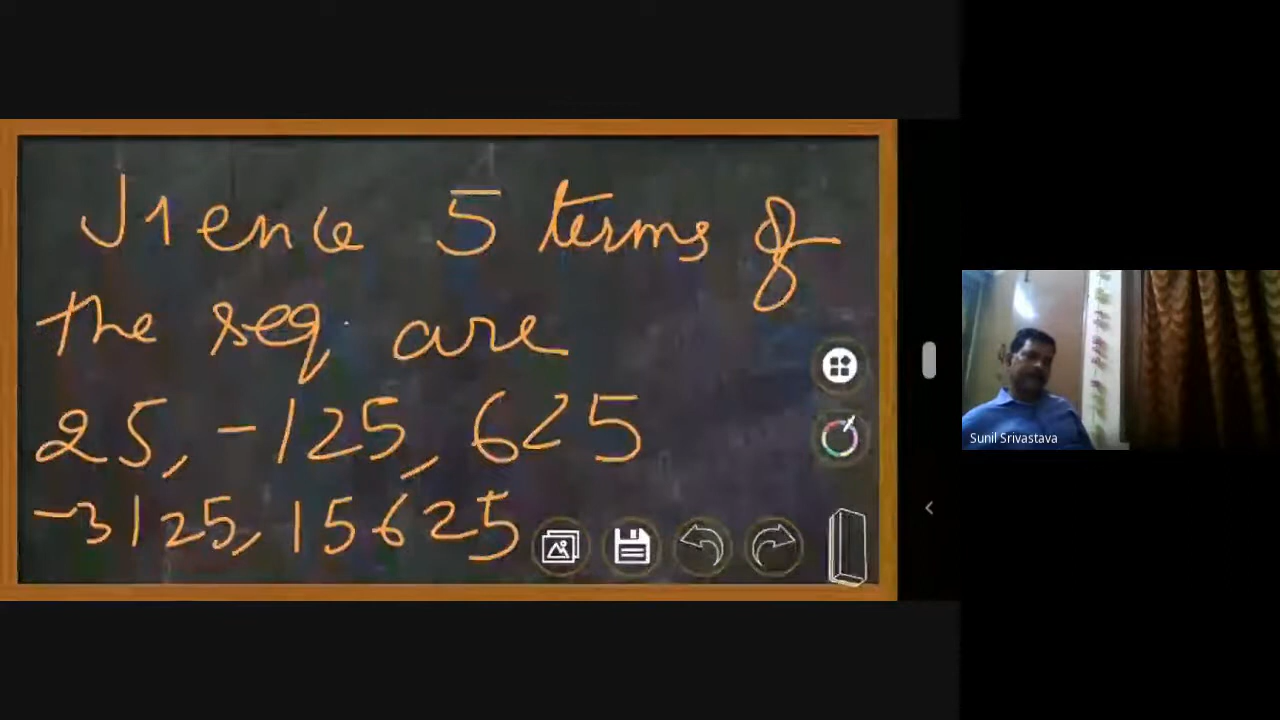 Hence 5 terms of
the seq. are
25, -125, 625
-3125, 15625
Sunil Srivastava